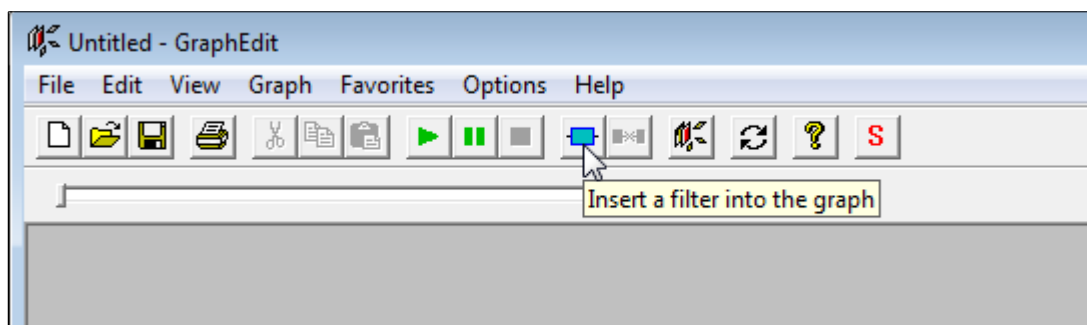 Untitled - GraphEdit
File Edit View Graph Favorites Options Help
? S
Insert a filter into the graph